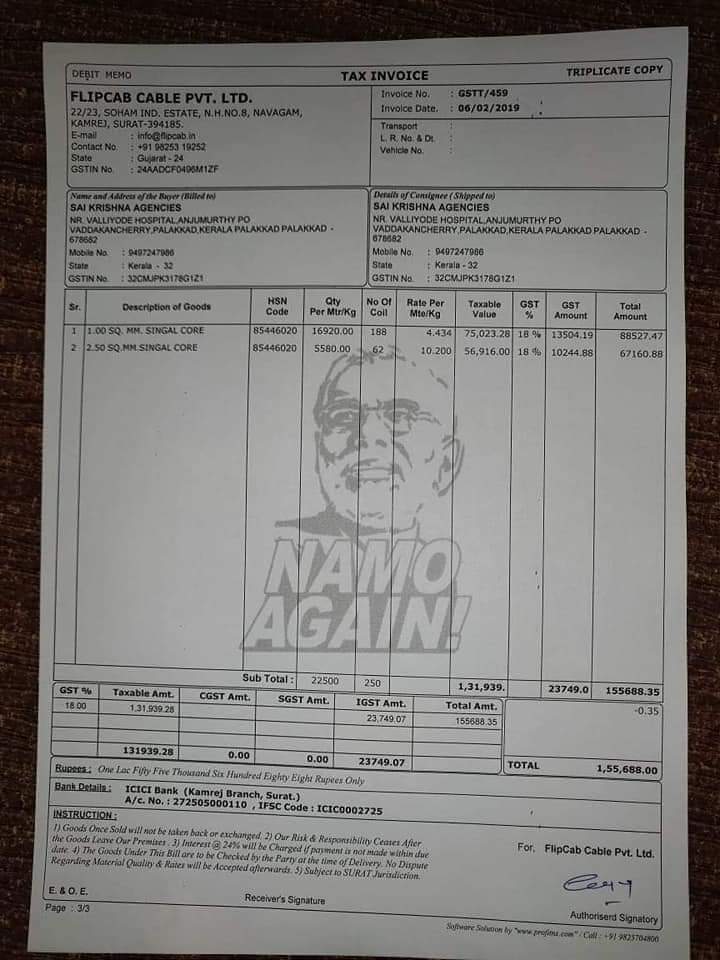 DEBIT MEMO
TAX INVOICE
TRIPLICATE COPY
FLIPCAB CABLE PVT. LTD.
22/23, SOHAM IND. ESTATE, N.H.NO.8, NAVAGAM,
KAMREJ, SURAT-394185.
E-mail : info@flipcab.in
Contact No. : +91 98253 19252
State : Gujarat - 24
GSTIN No. : 24AADCF0496M1ZF
Invoice No. : GSTT/459
Invoice Date. : 06/02/2019
Transport :
L. R. No. & Dt. :
Vehicle No. :
Name and Address of the Buyer (Billed to)
SAI KRISHNA AGENCIES
NR. VALLIYODE HOSPITAL,ANJUMURTHY PO
VADDAKANCHERRY,PALAKKAD,KERALA PALAKKAD PALAKKAD -
678682
Mobile No. : 9497247986
State : Kerala - 32
GSTIN No. : 32CMJPK3178G1Z1
Details of Consignee ( Shipped to)
SAI KRISHNA AGENCIES
NR. VALLIYODE HOSPITAL,ANJUMURTHY PO
VADDAKANCHERRY,PALAKKAD,KERALA PALAKKAD PALAKKAD -
678682
Mobile No. : 9497247986
State : Kerala - 32
GSTIN No. : 32CMJPK3178G1Z1
Sr. Description of Goods HSN Code Qty Per Mtr/Kg No Of Coil Rate Per Mte/Kg Taxable Value GST % GST Amount Total Amount
1 1.00 SQ. MM. SINGAL CORE 85446020 16920.00 188 4.434 75,023.28 18 % 13504.19 88527.47
2 2.50 SQ.MM.SINGAL CORE 85446020 5580.00 62 10.200 56,916.00 18 % 10244.88 67160.88
NAMO
AGAIN!
Sub Total : 22500 250 1,31,939. 23749.0 155688.35
GST % Taxable Amt. CGST Amt. SGST Amt. IGST Amt. Total Amt.
18.00 1,31,939.28 23,749.07 155688.35
131939.28 0.00 0.00 23749.07
-0.35
TOTAL 1,55,688.00
Rupees : One Lac Fifty Five Thousand Six Hundred Eighty Eight Rupees Only
Bank Details : ICICI Bank (Kamrej Branch, Surat.)
A/c. No. : 272505000110 , IFSC Code : ICIC0002725
INSTRUCTION :
1) Goods Once Sold will not be taken back or exchanged. 2) Our Risk & Responsibility Ceases After
the Goods Leave Our Premises . 3) Interest @ 24% will be Charged if payment is not made within due
date. 4) The Goods Under This Bill are to be Checked by the Party at the time of Delivery. No Dispute
Regarding Material Quality & Rates will be Accepted afterwards. 5) Subject to SURAT Jurisdiction.
For, FlipCab Cable Pvt. Ltd.
E. & O. E.
Receiver's Signature
Authoriserd Signatory
Page : 3/3
Software Solution by "www.profitnx.com" / Call : +91 9825704800